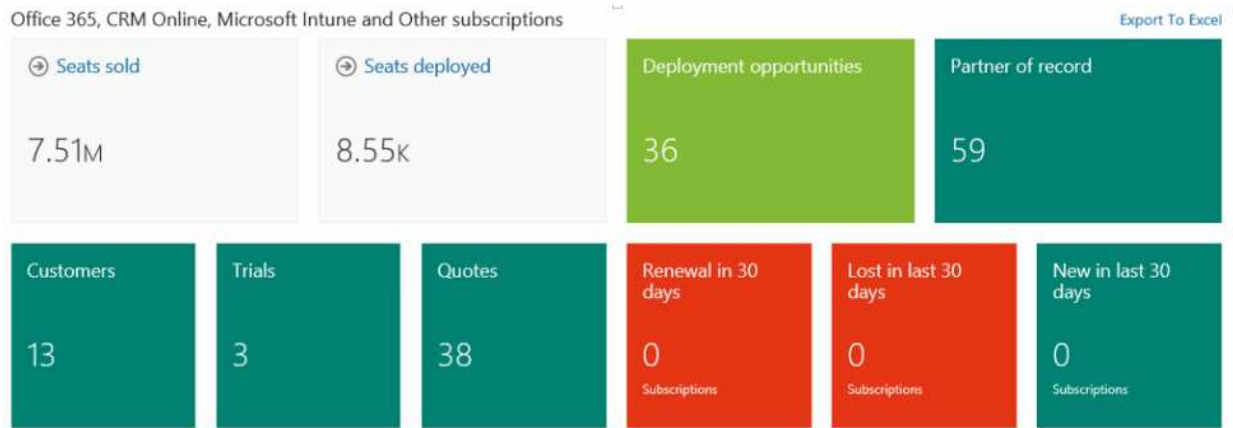 Office 365, CRM Online, Microsoft Intune and Other subscriptions
Export To Excel
Seats sold
7.51M
Seats deployed
8.55K
Deployment opportunities
36
Partner of record
59
Customers
13
Trials
3
Quotes
38
Renewal in 30
days
0
Subscriptions
Lost in last 30
days
0
Subscriptions
New in last 30
days
0
Subscriptions